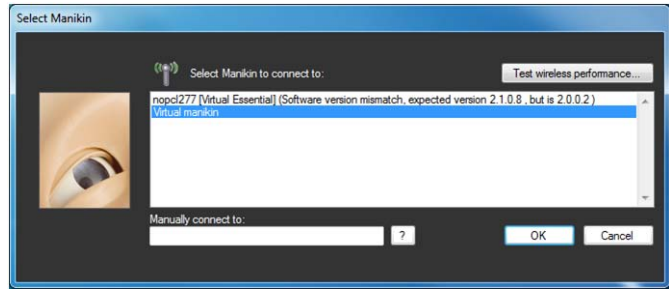 Select Manikin
Select Manikin to connect to:
Test wireless performance...
nopcl277 [Virtual Essential] (Software version mismatch, expected version 2.1.0.8 , but is 2.0.0.2 )
Virtual manikin
Manually connect to:
?
OK
Cancel